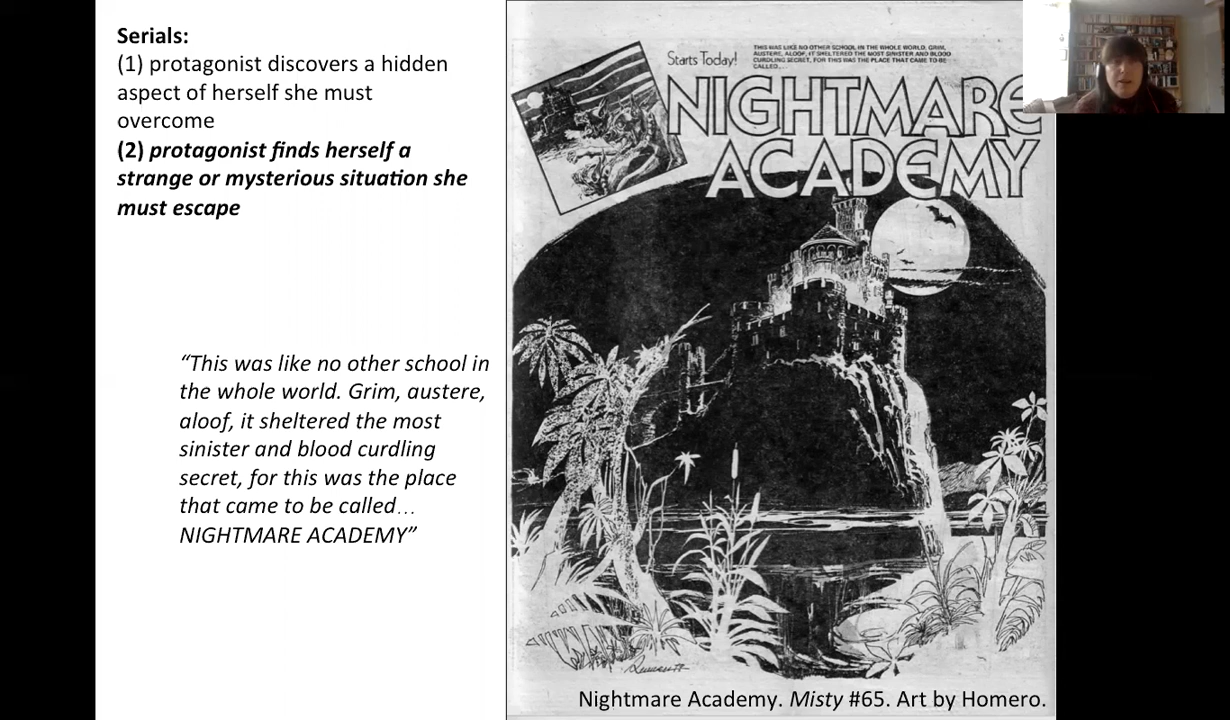 Serials:
(1) protagonist discovers a hidden
aspect of herself she must
overcome
(2) protagonist finds herself a
strange or mysterious situation she
must escape
“This was like no other school in
the whole world. Grim, austere,
aloof, it sheltered the most
sinister and blood curdling
secret, for this was the place
that came to be called…
NIGHTMARE ACADEMY”
Starts Today!
THIS WAS LIKE NO OTHER SCHOOL IN THE WHOLE WORLD, GRIM,
AUSTERE, ALOOF, IT SHELTERED THE MOST SINISTER AND BLOOD
CURDLING SECRET, FOR THIS WAS THE PLACE THAT CAME TO BE
CALLED...
NIGHTMARE
ACADEMY
Nightmare Academy. Misty #65. Art by Homero.